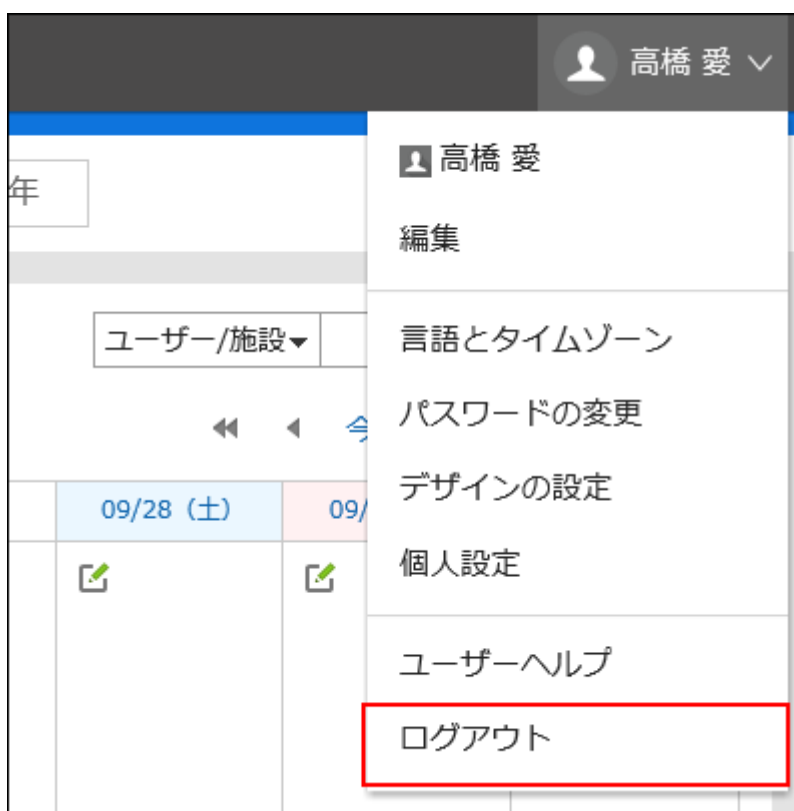 高橋 愛
高橋 愛
年
編集
ユーザー/施設
言語とタイムゾーン
パスワードの変更
今
デザインの設定
09/28（土）
09/
個人設定
ユーザーヘルプ
ログアウト